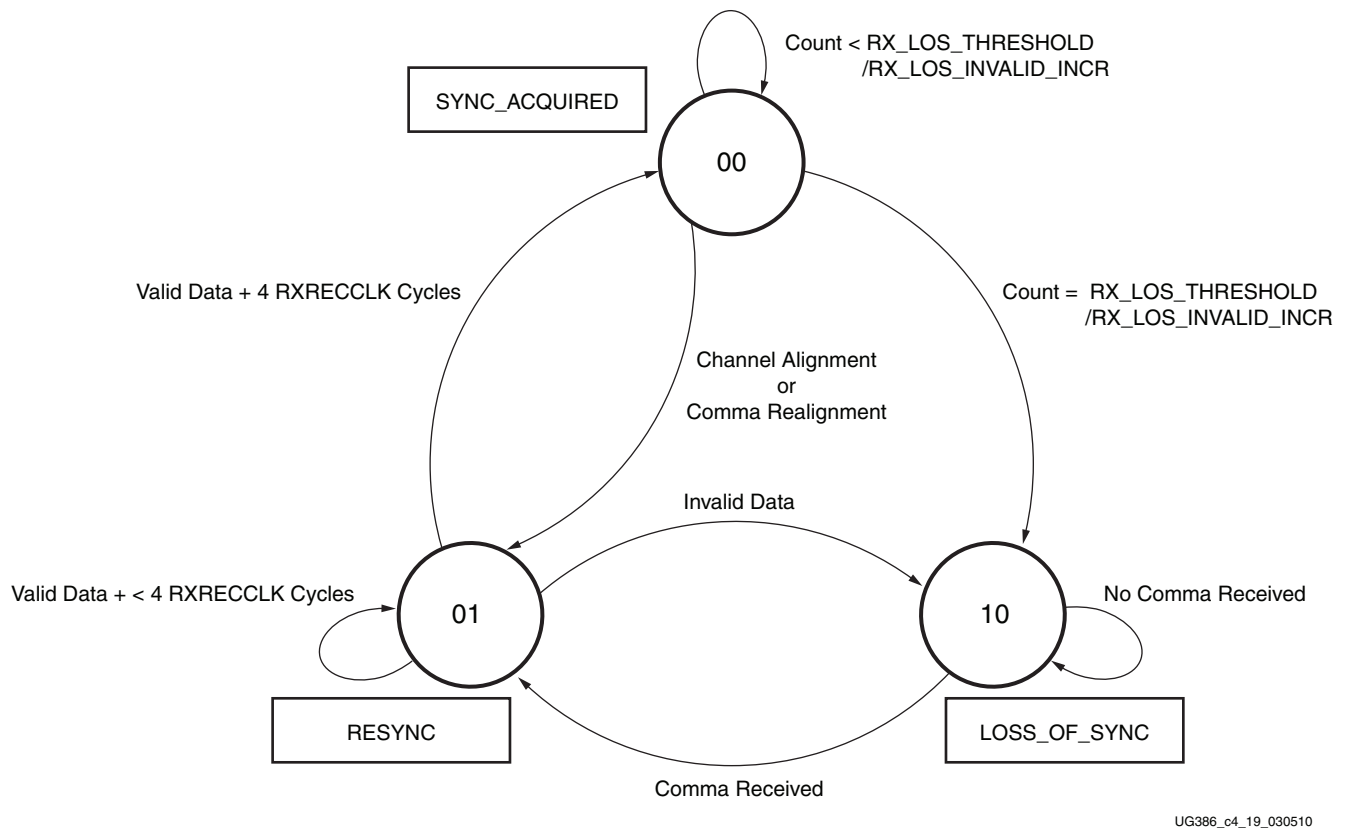 Count < RX_LOS_THRESHOLD
/RX_LOS_INVALID_INCR
SYNC_ACQUIRED
00
Valid Data + 4 RXRECCLK Cycles
Count = RX_LOS_THRESHOLD
/RX_LOS_INVALID_INCR
Channel Alignment
or
Comma Realignment
Invalid Data
Valid Data + < 4 RXRECCLK Cycles
No Comma Received
01
10
RESYNC
LOSS_OF_SYNC
Comma Received
UG386_c4_19_030510